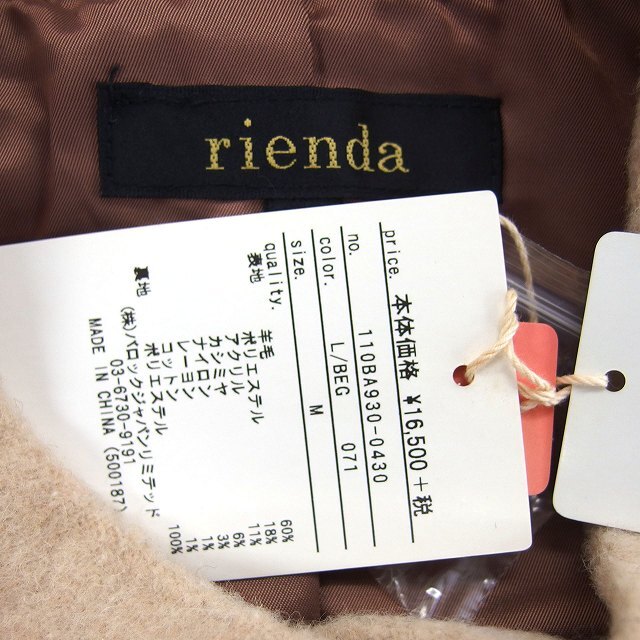 rienda
price. 本体価格 ¥16,500 +税
no. 110BA930-0430
color. L/BEG 071
size. M
quality.
表地 羊毛 60%
ポリエステル 18%
アクリル 11%
カシミヤ 6%
ナイロン 3%
レーヨン 1%
コットン 1%
裏地 ポリエステル 100%
(株)バロックジャパンリミテッド
03-6730-9191
MADE IN CHINA (500187)